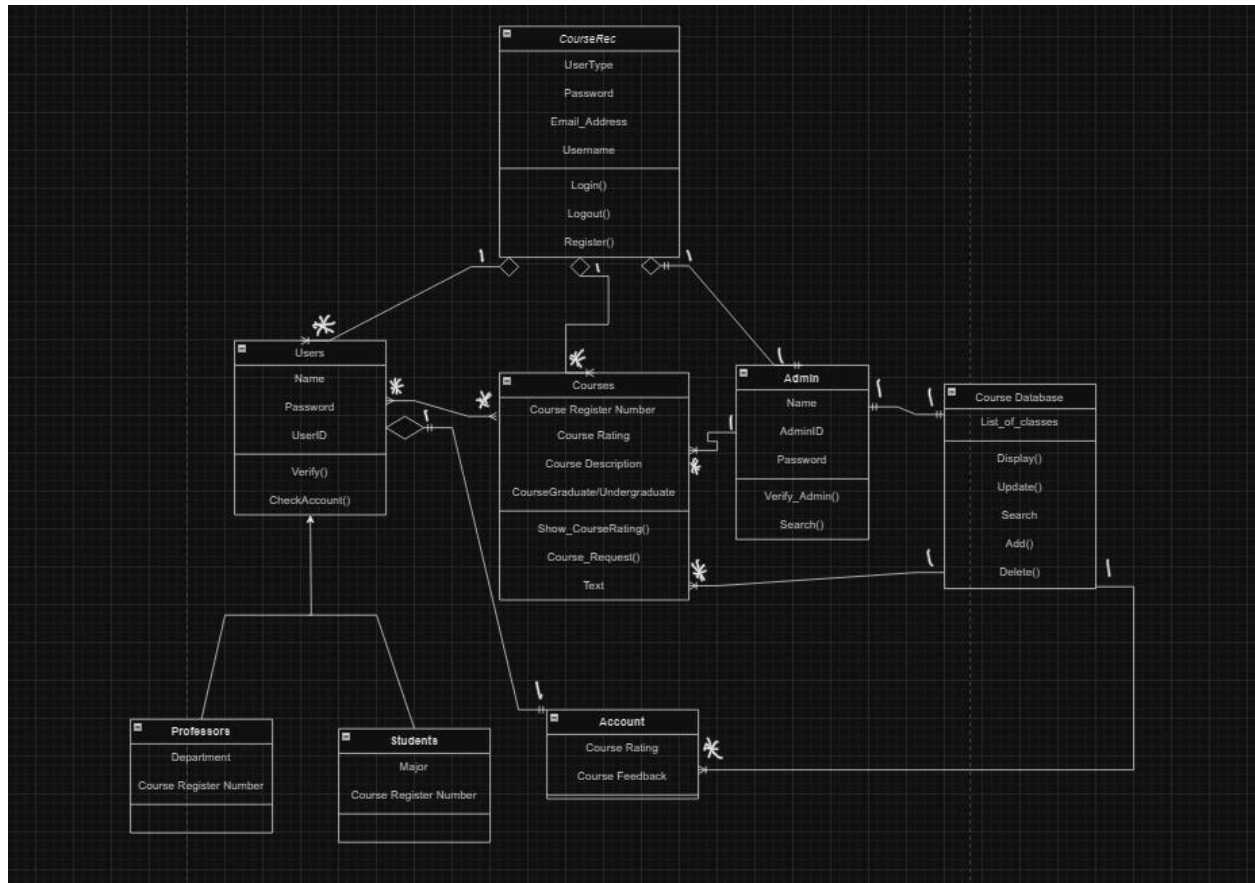 CourseRec
UserType
Password
Email_Address
Username
Login()
Logout()
Register()
1
1
1
*
*
1
Users
Name
Password
UserID
Verify()
CheckAccount()
*
*
1
Courses
Course Register Number
Course Rating
Course Description
CourseGraduate/Undergraduate
Show_CourseRating()
Course_Request()
Text
1
*
*
Admin
Name
AdminID
Password
Verify_Admin()
Search()
1
1
Course Database
List_of_classes
Display()
Update()
Search
Add()
Delete()
1
1
Professors
Department
Course Register Number
Students
Major
Course Register Number
1
Account
Course Rating
Course Feedback
*